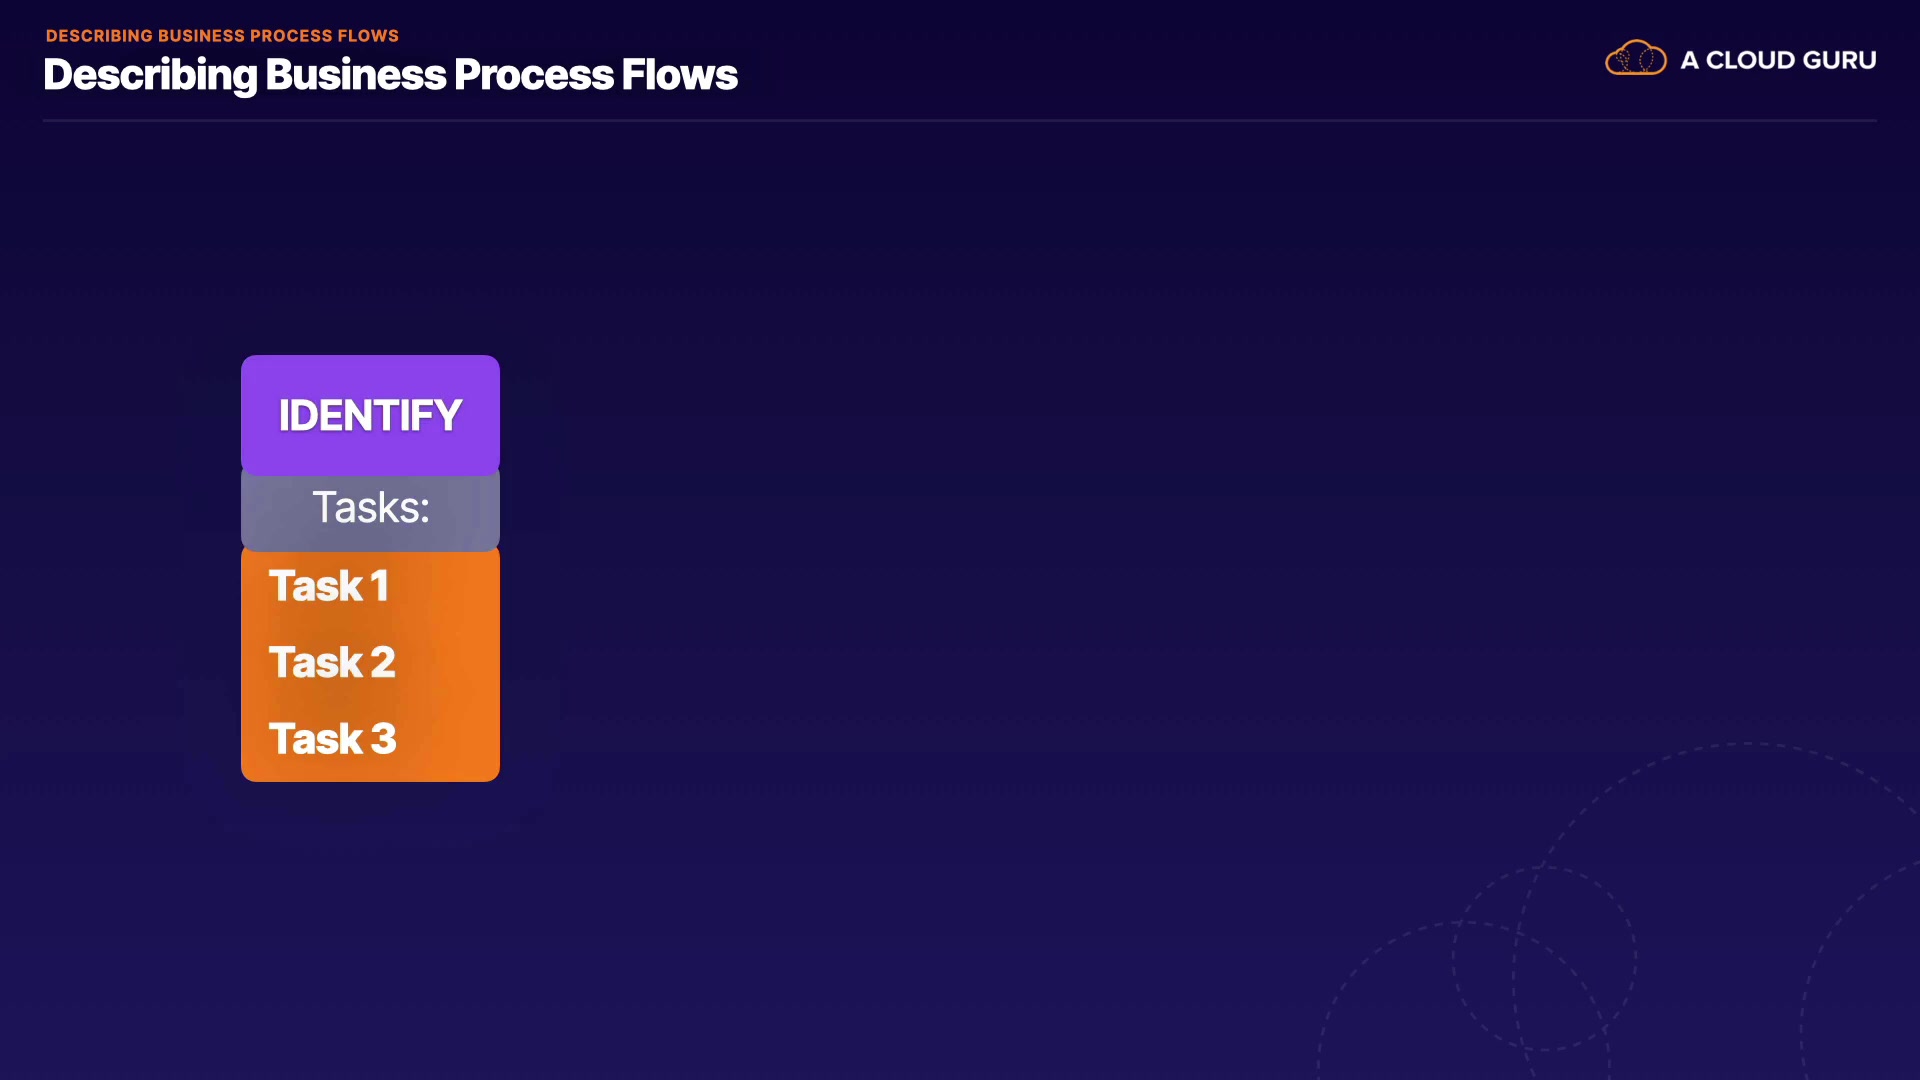 DESCRIBING BUSINESS PROCESS FLOWS
Describing Business Process Flows
A CLOUD GURU
IDENTIFY
Tasks:
Task 1
Task 2
Task 3